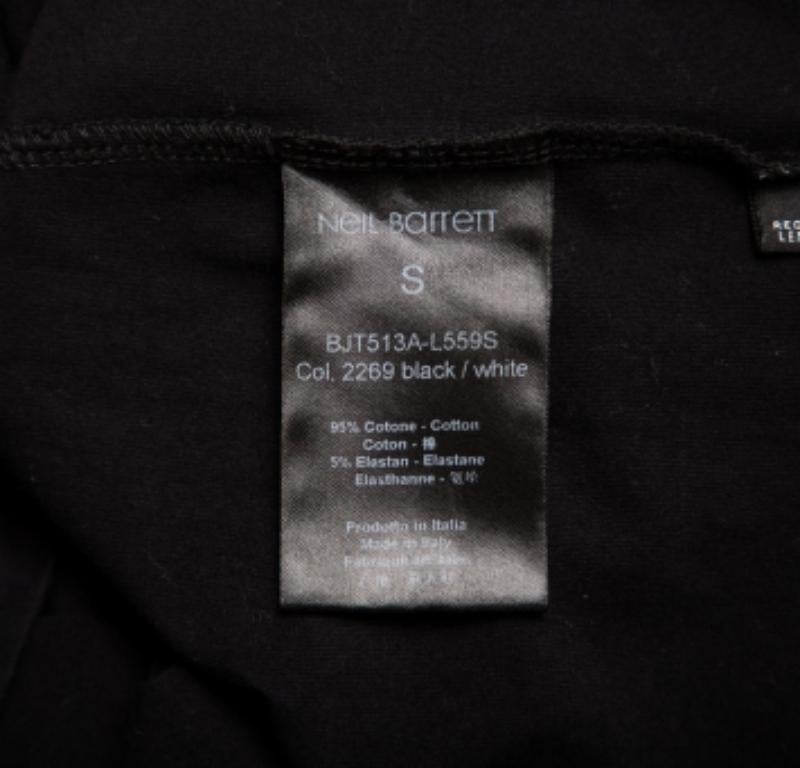 Neil Barrett
S
BJT513A-L559S
Col. 2269 black / white
95% Cotone - Cotton
Coton - 棉
5% Elastan - Elastane
Elasthanne -
Prodotto in Italia
Made in Italy